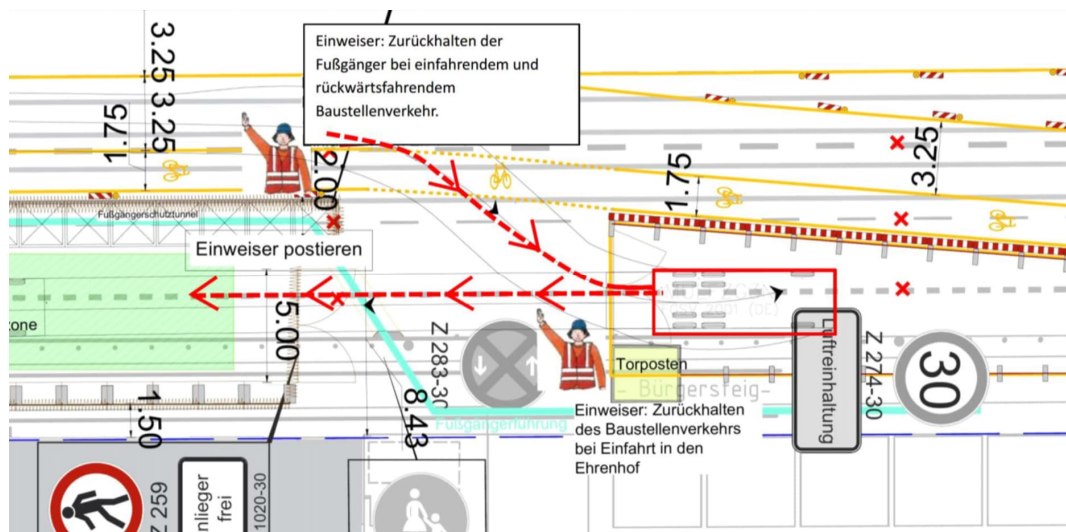 Einweiser: Zurückhalten der
Fußgänger bei einfahrendem und
rückwärtsfahrendem
Baustellenverkehr.
3.25
3.25
1.75
2.00
1.75
3.25
Fußgängerschutztunnel
Einweiser postieren
zone
5.00
Z 283-30
Torposten
- Bürgersteig-
Luftreinhaltung
Z 274-30
30
8.43
1.50
Fußgängerführung
Einweiser: Zurückhalten
des Baustellenverkehrs
bei Einfahrt in den
Ehrenhof
Z 259
nlieger
frei
1020-30